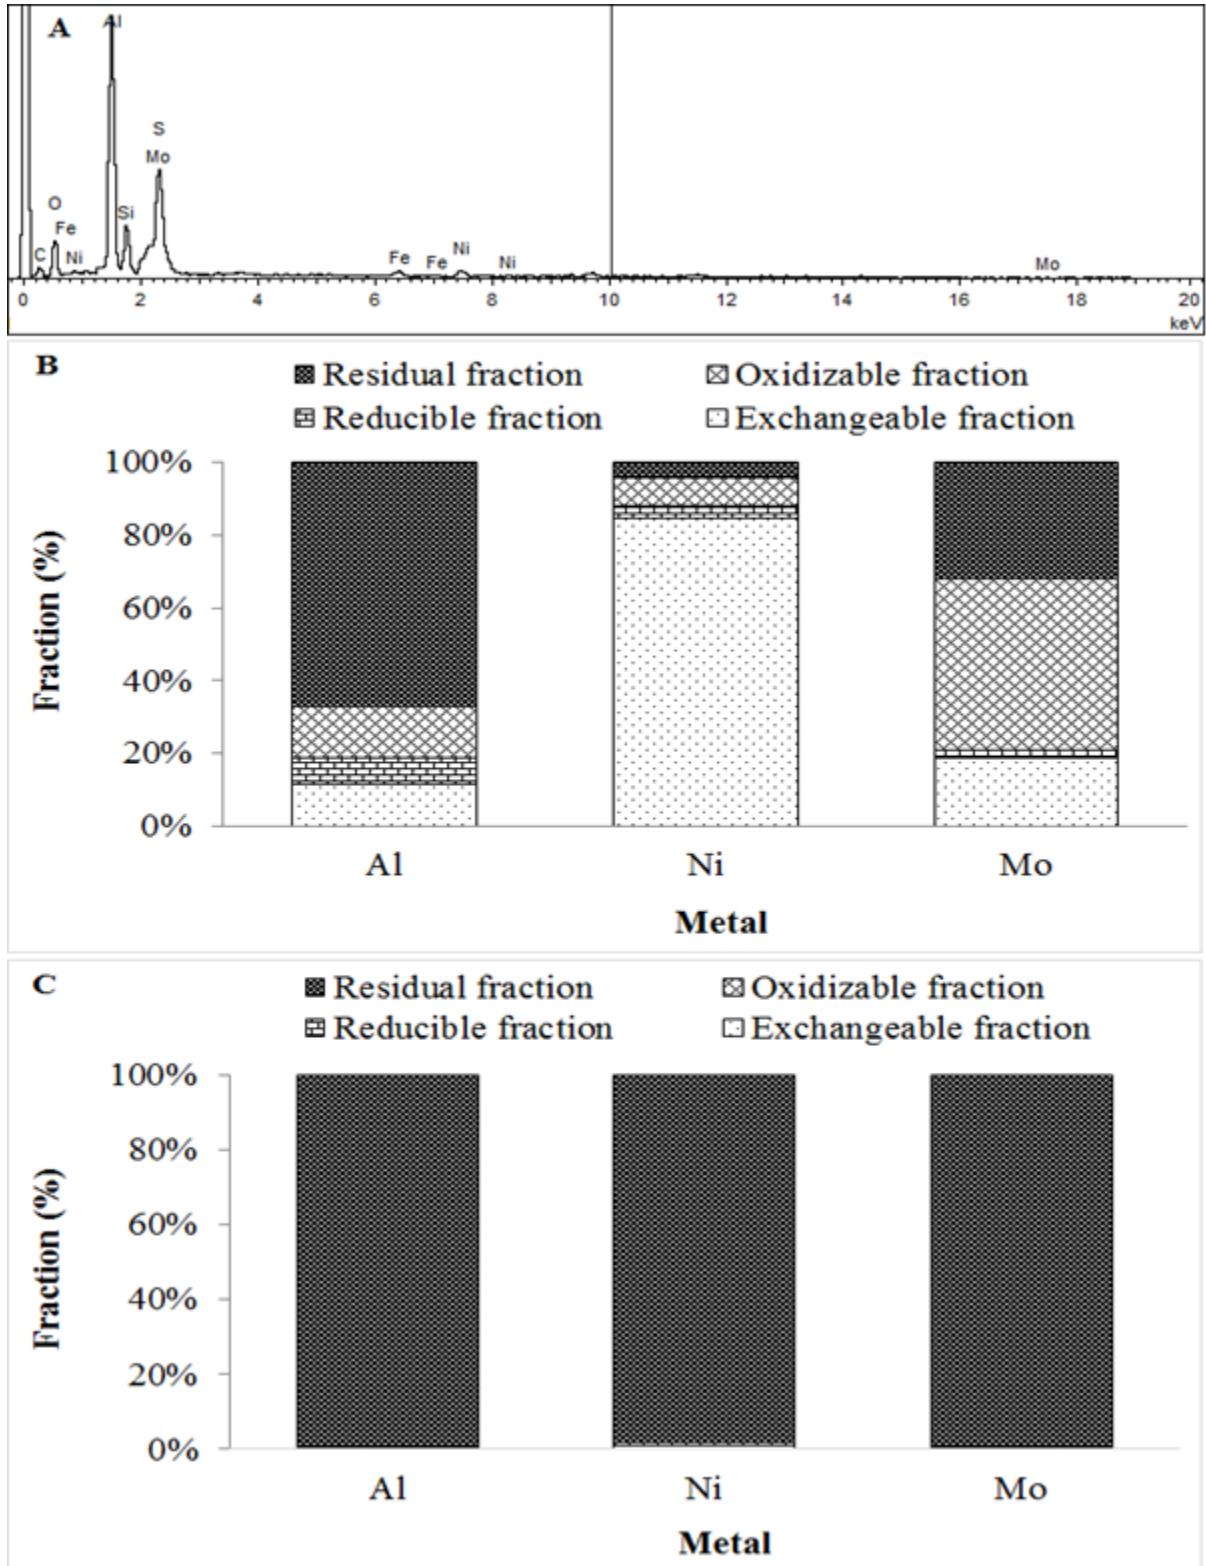 A
Al
S
Mo
O
Si
Fe
C
Ni
Fe
Fe
Ni
Ni
Mo
0 2 4 6 8 10 12 14 16 18 20
keV
B
Residual fraction Oxidizable fraction
Reducible fraction Exchangeable fraction
100%
80%
60%
40%
20%
0%
Fraction (%)
Al Ni Mo
Metal
C
Residual fraction Oxidizable fraction
Reducible fraction Exchangeable fraction
100%
80%
60%
40%
20%
0%
Fraction (%)
Al Ni Mo
Metal